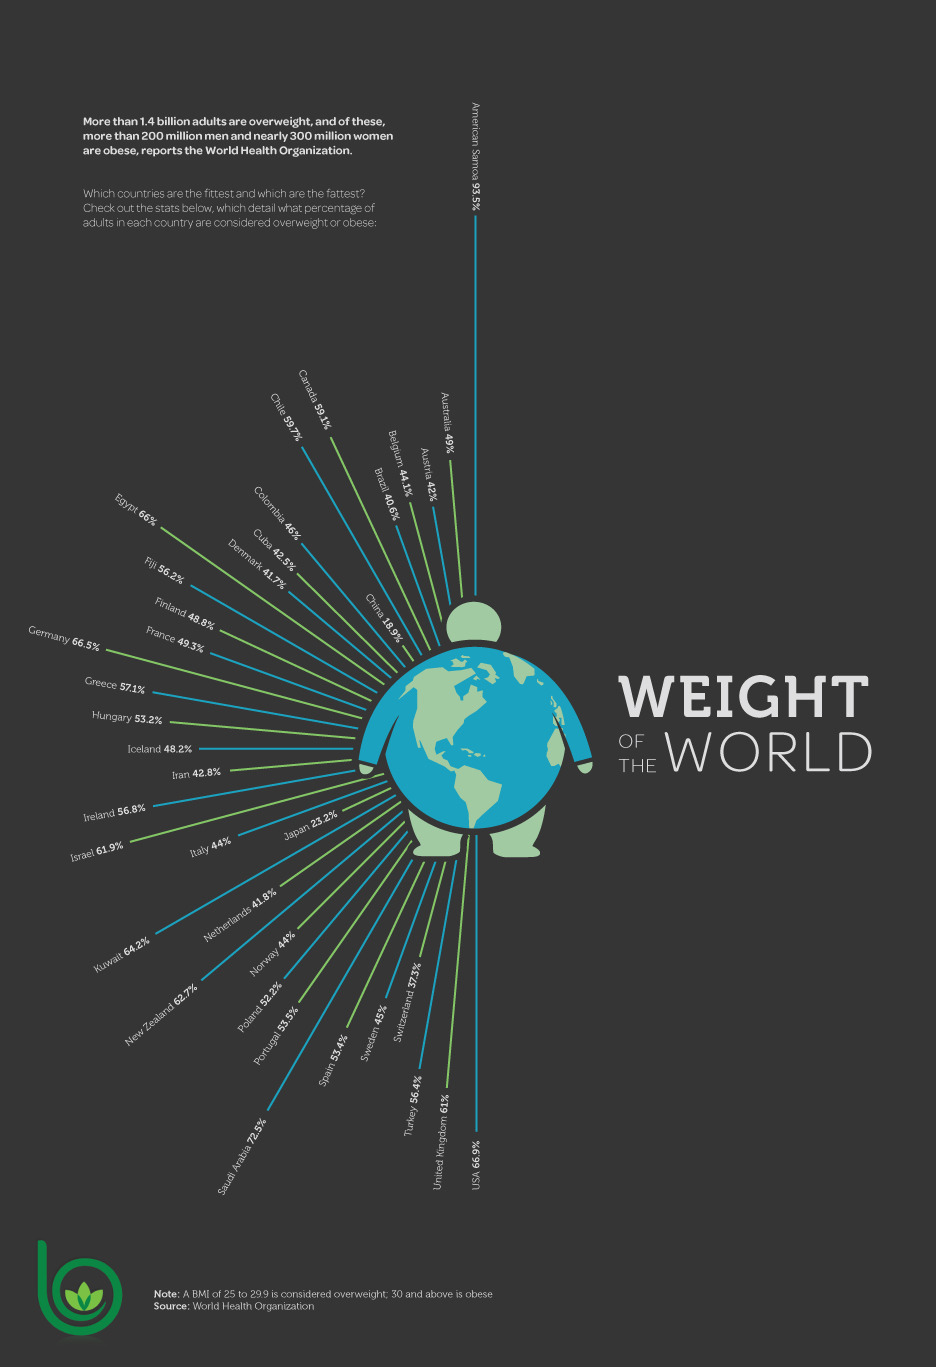 More than 1.4 billion adults are overweight, and of these,
more than 200 million men and nearly 300 million women
are obese, reports the World Health Organization.
Which countries are the fittest and which are the fattest?
Check out the stats below, which detail what percentage of
adults in each country are considered overweight or obese:
American Samoa 93.5%
Australia 49%
Austria 42%
Belgium 44.1%
Brazil 40.6%
Canada 59.1%
Chile 59.7%
China 18.9%
Colombia 46%
Cuba 42.5%
Denmark 41.7%
Egypt 66%
Fiji 56.2%
Finland 48.8%
France 49.3%
Germany 66.5%
Greece 57.1%
Hungary 53.2%
Iceland 48.2%
Iran 42.8%
Ireland 56.8%
Israel 61.9%
Italy 44%
Japan 23.2%
Kuwait 64.2%
Netherlands 41.8%
New Zealand 62.7%
Norway 44%
Poland 52.2%
Portugal 53.5%
Saudi Arabia 72.5%
Spain 53.4%
Sweden 45%
Switzerland 37.3%
Turkey 56.4%
United Kingdom 61%
USA 66.9%
WEIGHT
OF
THE WORLD
Note: A BMI of 25 to 29.9 is considered overweight; 30 and above is obese
Source: World Health Organization